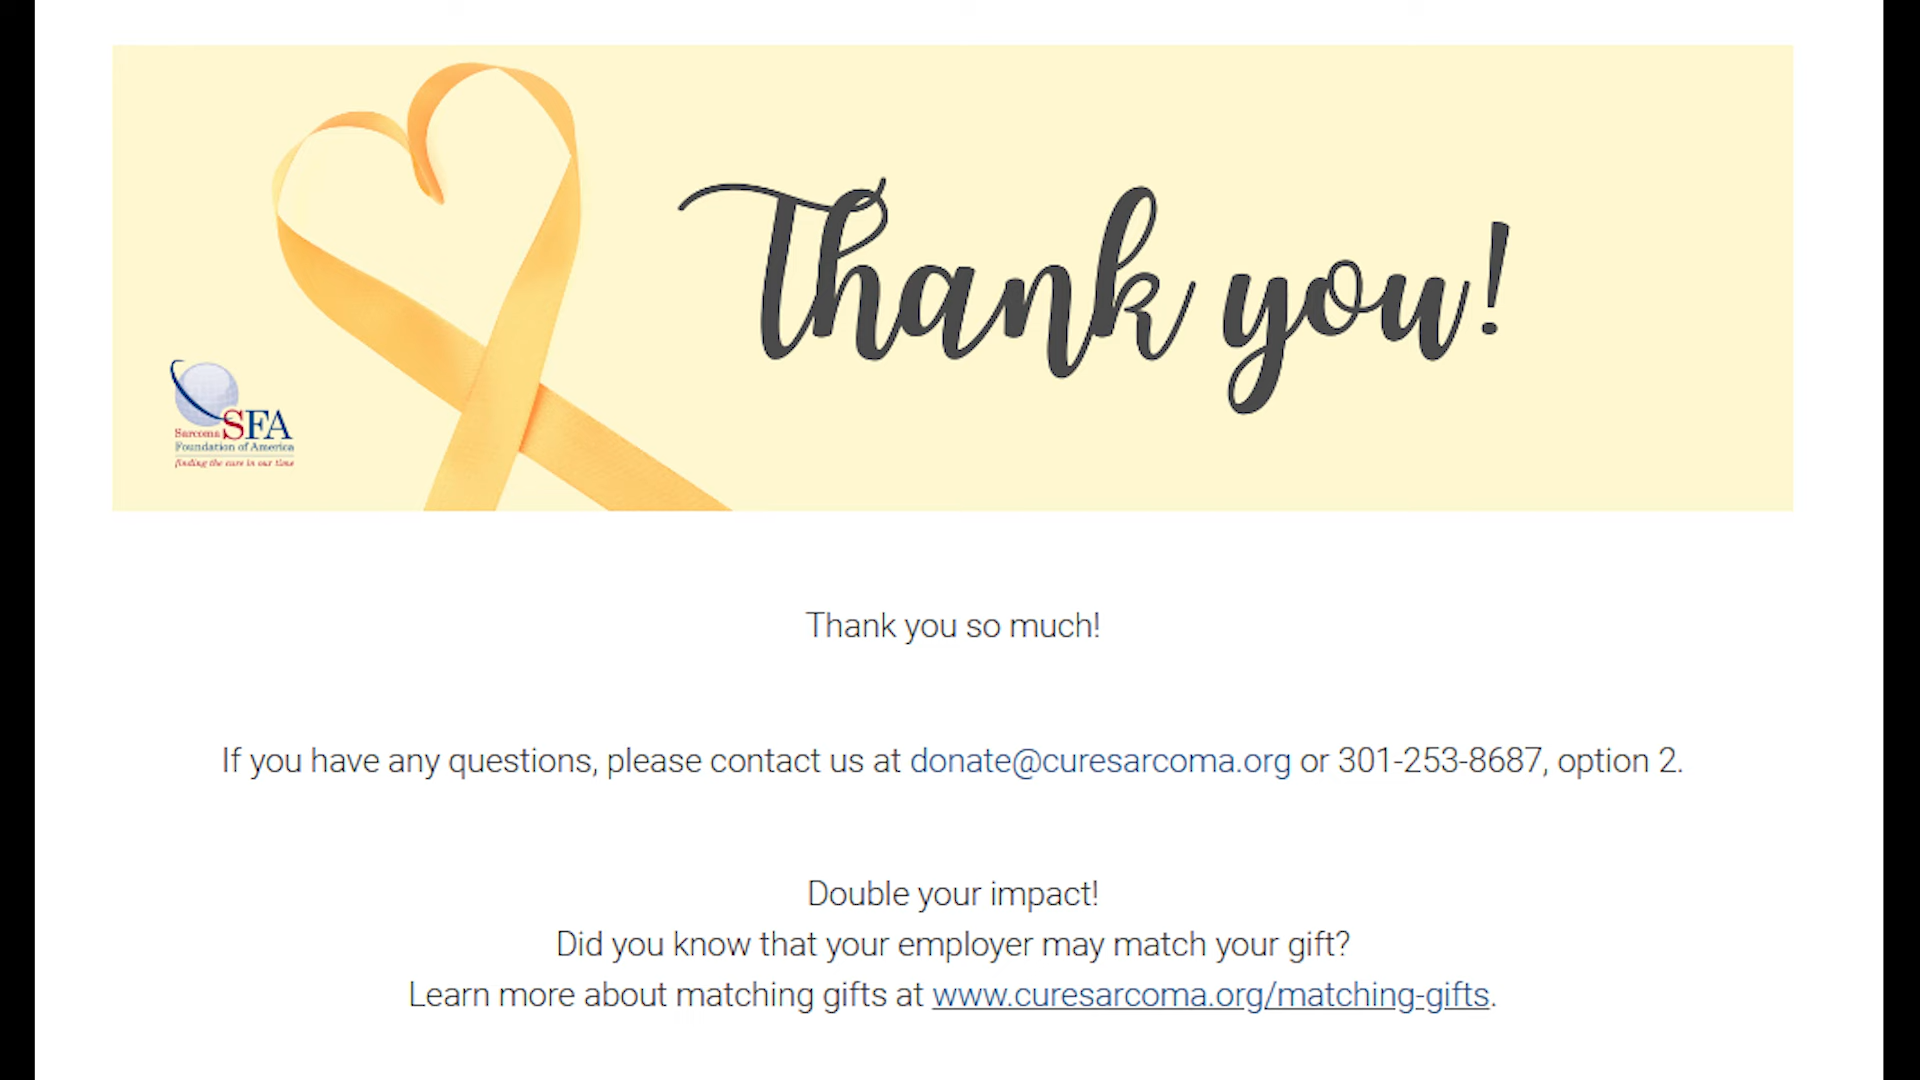 Thank you!
Sarcoma SFA
Foundation of America
finding the cure in our time
Thank you so much!
If you have any questions, please contact us at donate@curesarcoma.org or 301-253-8687, option 2.
Double your impact!
Did you know that your employer may match your gift?
Learn more about matching gifts at www.curesarcoma.org/matching-gifts.